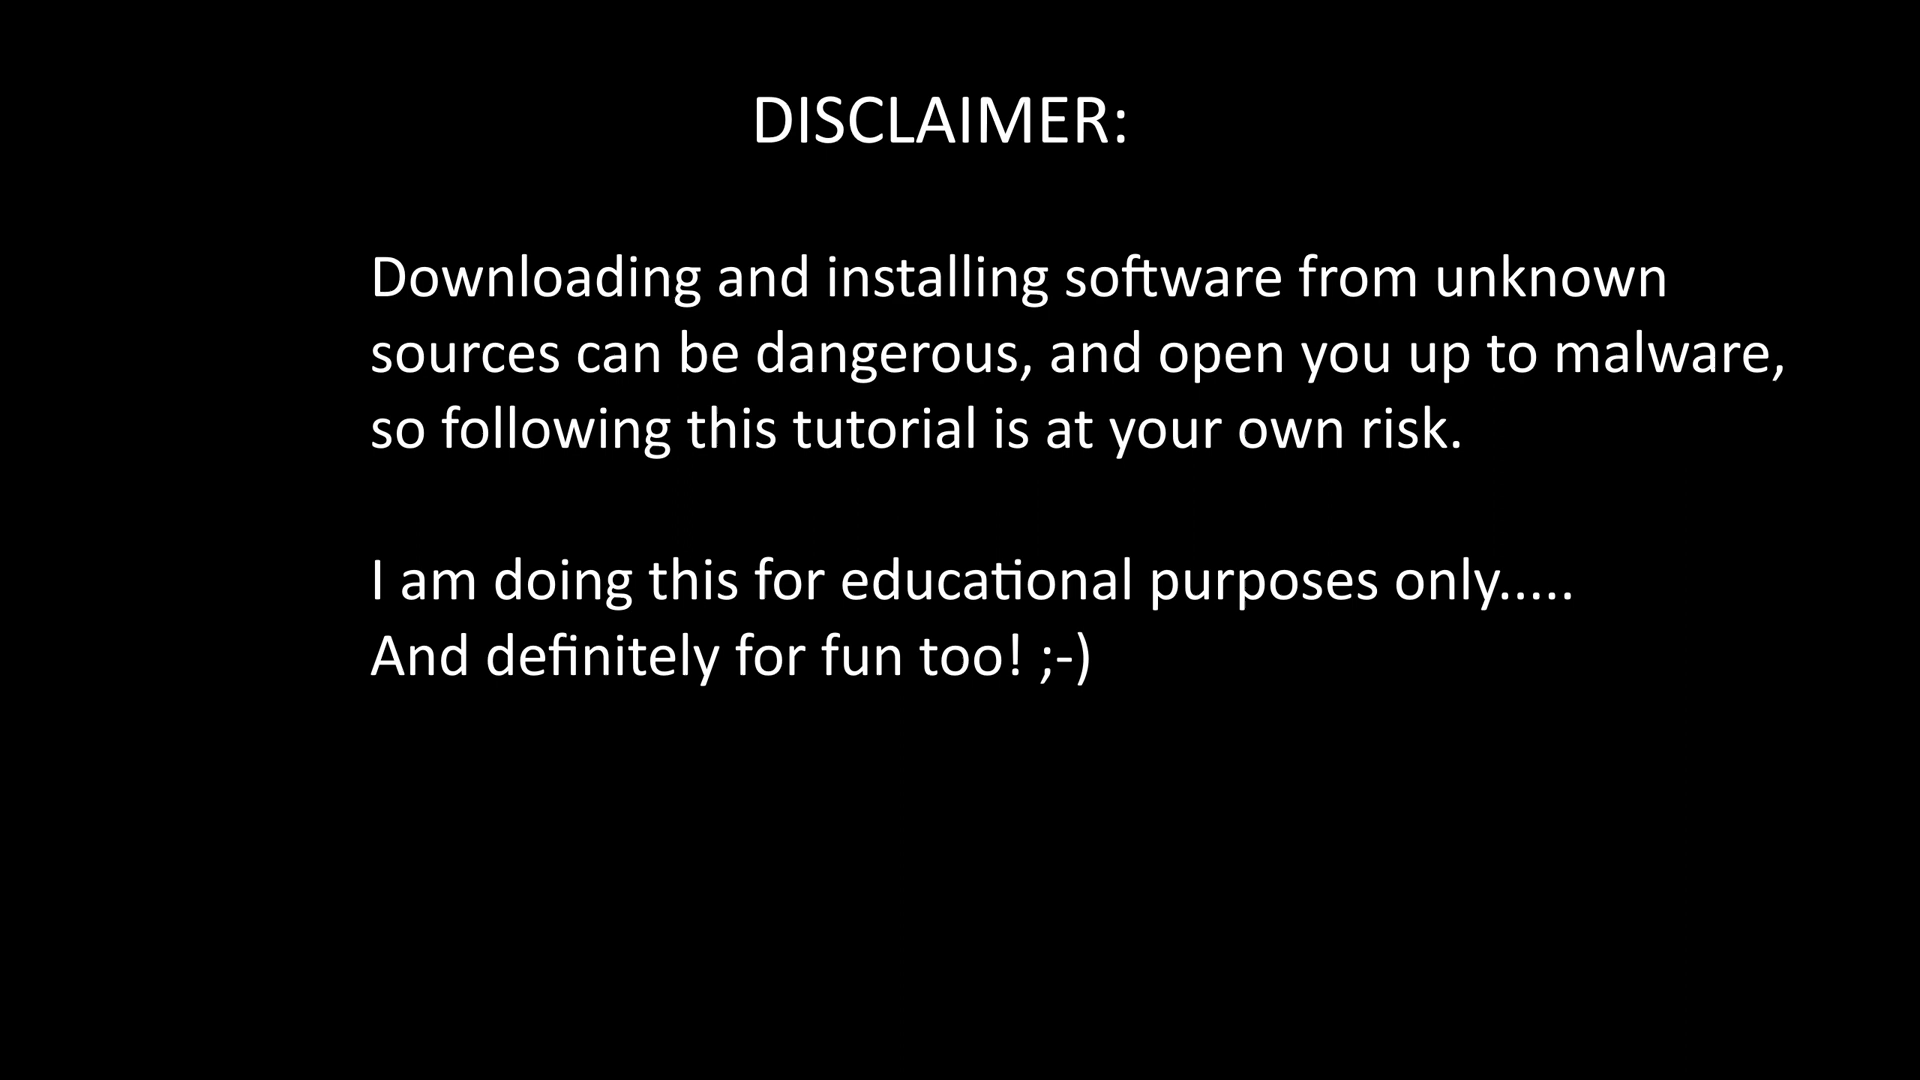 DISCLAIMER:
Downloading and installing software from unknown
sources can be dangerous, and open you up to malware,
so following this tutorial is at your own risk.
I am doing this for educational purposes only.....
And definitely for fun too! ;-)